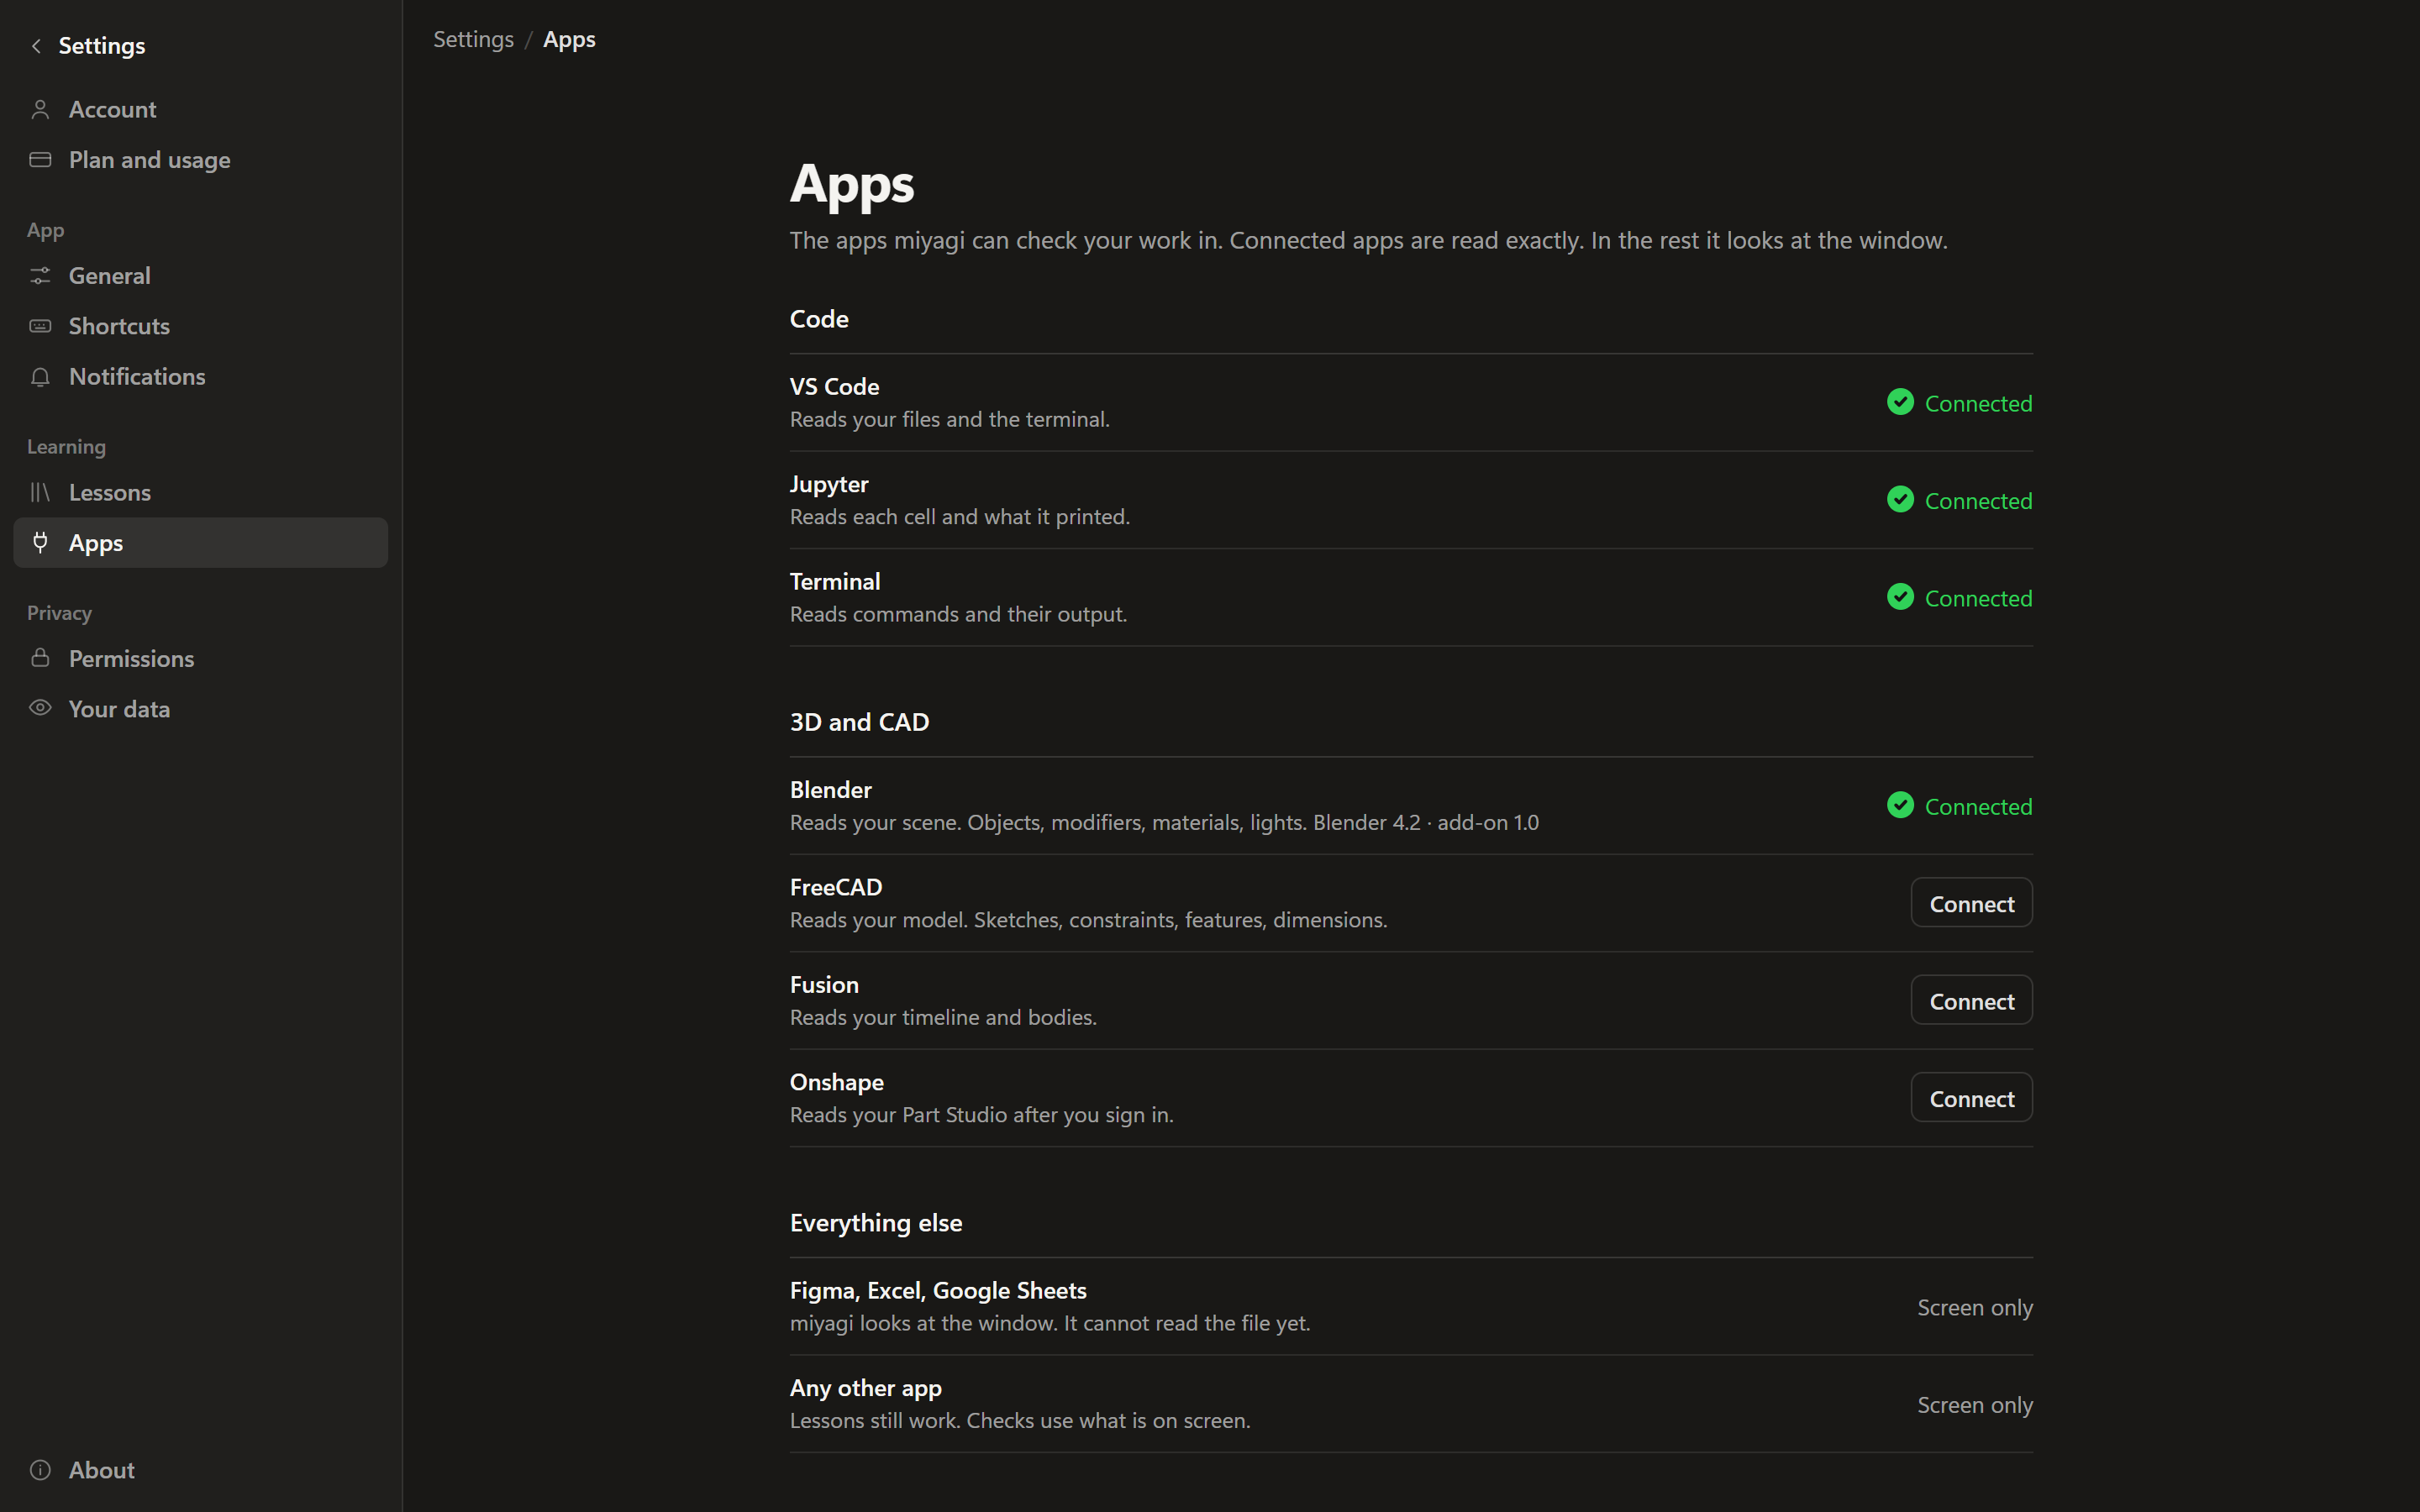 Settings
Account
Plan and usage
App
General
Shortcuts
Notifications
Learning
Lessons
Apps
Privacy
Permissions
Your data
About
Settings / Apps
Apps
The apps miyagi can check your work in. Connected apps are read exactly. In the rest it looks at the window.
Code
VS Code
Reads your files and the terminal.
Connected
Jupyter
Reads each cell and what it printed.
Connected
Terminal
Reads commands and their output.
Connected
3D and CAD
Blender
Reads your scene. Objects, modifiers, materials, lights. Blender 4.2 · add-on 1.0
Connected
FreeCAD
Reads your model. Sketches, constraints, features, dimensions.
Connect
Fusion
Reads your timeline and bodies.
Connect
Onshape
Reads your Part Studio after you sign in.
Connect
Everything else
Figma, Excel, Google Sheets
miyagi looks at the window. It cannot read the file yet.
Screen only
Any other app
Lessons still work. Checks use what is on screen.
Screen only